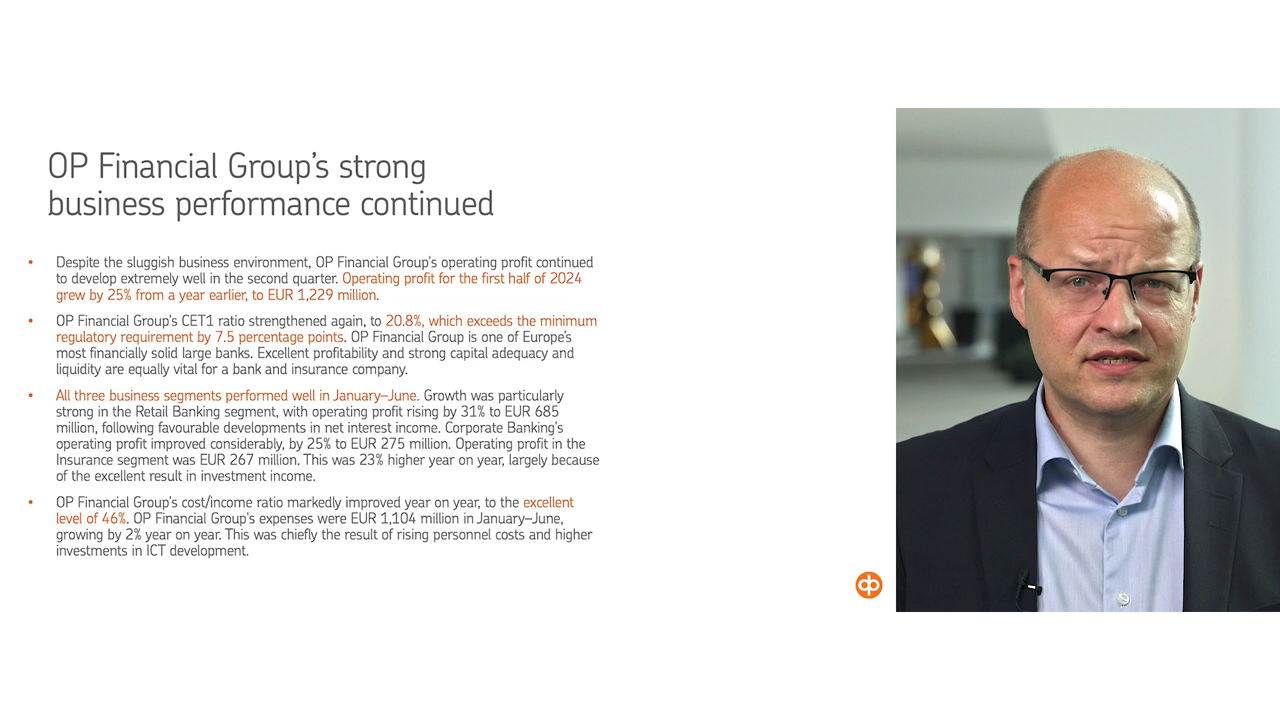 OP Financial Group’s strong
business performance continued
• Despite the sluggish business environment, OP Financial Group’s operating profit continued
to develop extremely well in the second quarter. Operating profit for the first half of 2024
grew by 25% from a year earlier, to EUR 1,229 million.
• OP Financial Group’s CET1 ratio strengthened again, to 20.8%, which exceeds the minimum
regulatory requirement by 7.5 percentage points. OP Financial Group is one of Europe’s
most financially solid large banks. Excellent profitability and strong capital adequacy and
liquidity are equally vital for a bank and insurance company.
• All three business segments performed well in January–June. Growth was particularly
strong in the Retail Banking segment, with operating profit rising by 31% to EUR 685
million, following favourable developments in net interest income. Corporate Banking’s
operating profit improved considerably, by 25% to EUR 275 million. Operating profit in the
Insurance segment was EUR 267 million. This was 23% higher year on year, largely because
of the excellent result in investment income.
• OP Financial Group’s cost/income ratio markedly improved year on year, to the excellent
level of 46%. OP Financial Group’s expenses were EUR 1,104 million in January–June,
growing by 2% year on year. This was chiefly the result of rising personnel costs and higher
investments in ICT development.
op